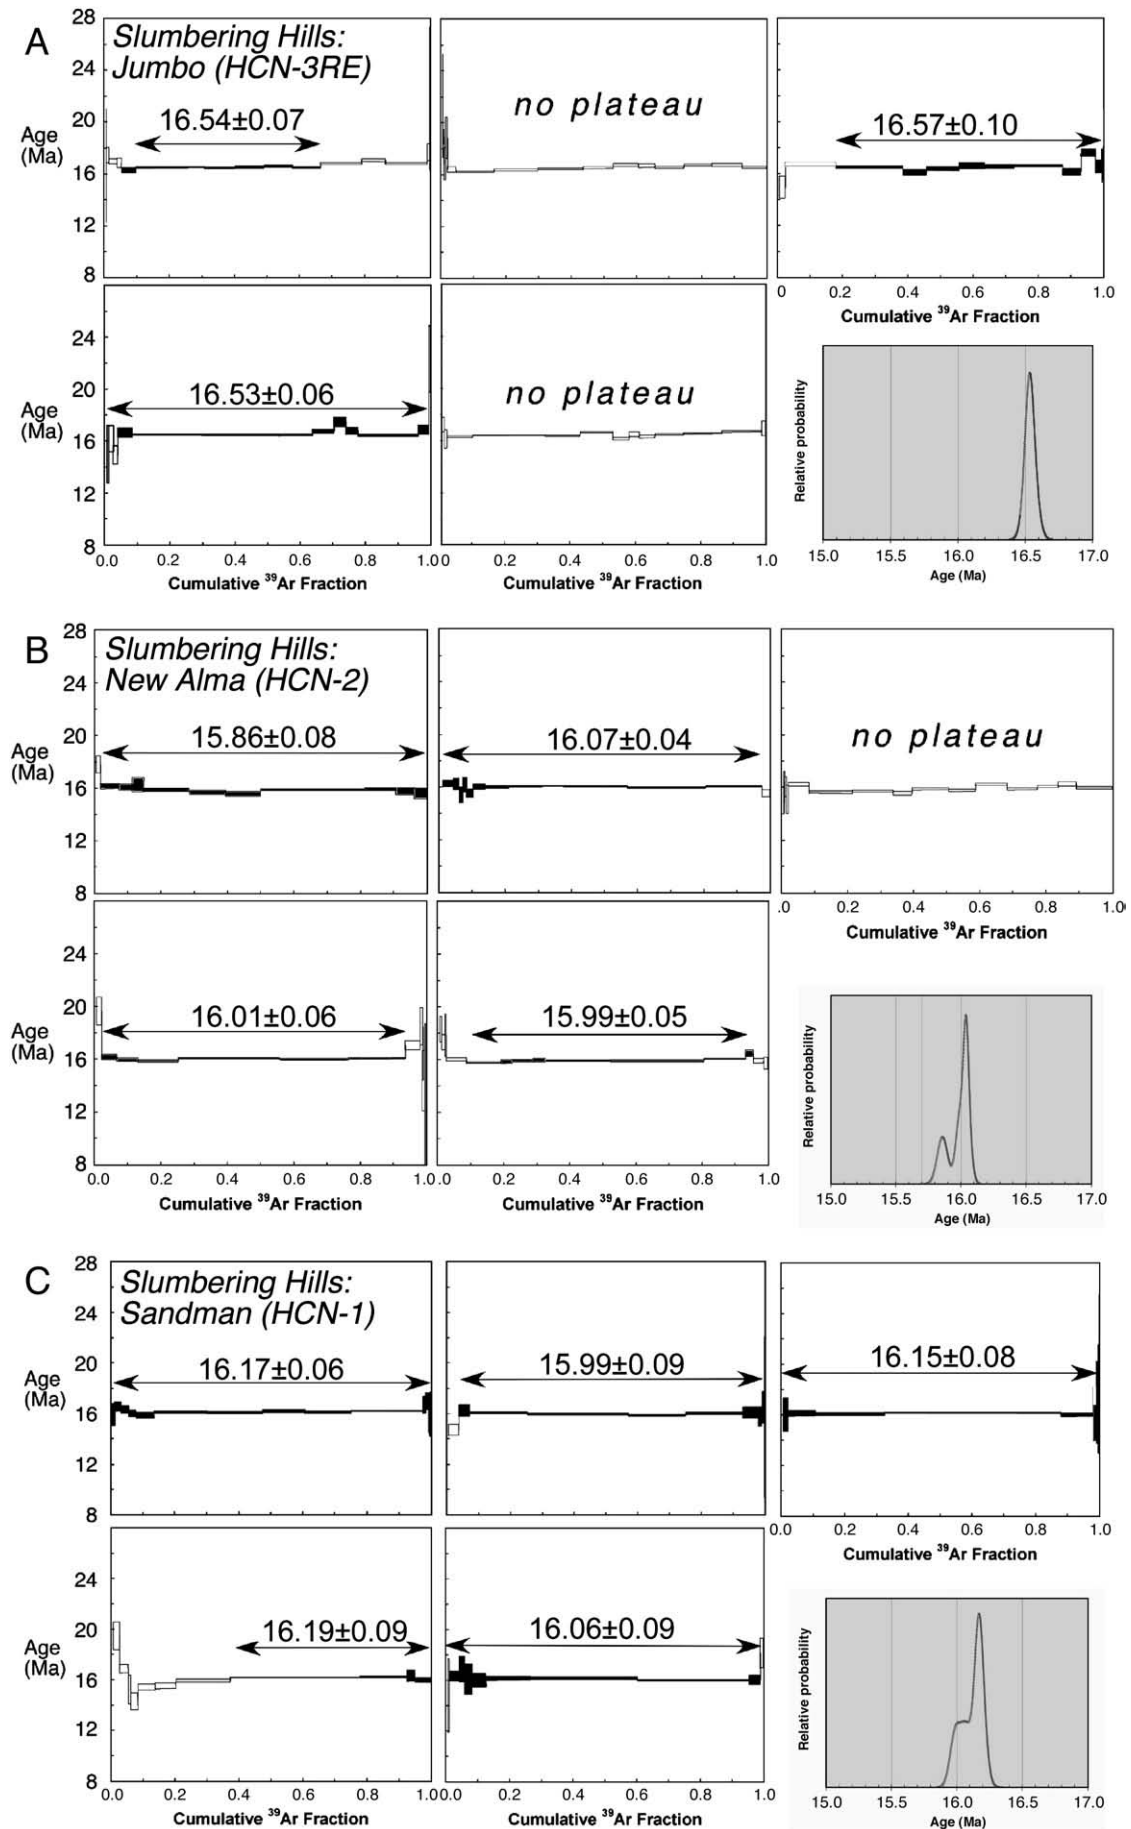 A
Slumbering Hills:
Jumbo (HCN-3RE)
28
24
20
16
12
8
Age
(Ma)
16.54±0.07
no plateau
16.57±0.10
0 0.2 0.4 0.6 0.8 1.0
Cumulative ³⁹Ar Fraction
24
20
16
12
8
Age
(Ma)
16.53±0.06
no plateau
0.0 0.2 0.4 0.6 0.8 1.0
Cumulative ³⁹Ar Fraction
0.0 0.2 0.4 0.6 0.8 1.0
Cumulative ³⁹Ar Fraction
Relative probability
15.0 15.5 16.0 16.5 17.0
Age (Ma)
B
Slumbering Hills:
New Alma (HCN-2)
28
24
20
16
12
8
Age
(Ma)
15.86±0.08
16.07±0.04
no plateau
.0 0.2 0.4 0.6 0.8 1.0
Cumulative ³⁹Ar Fraction
24
20
16
12
8
Age
(Ma)
16.01±0.06
15.99±0.05
0.0 0.2 0.4 0.6 0.8 1.0
Cumulative ³⁹Ar Fraction
0.0 0.2 0.4 0.6 0.8 1.0
Cumulative ³⁹Ar Fraction
Relative probability
15.0 15.5 16.0 16.5 17.0
Age (Ma)
C
Slumbering Hills:
Sandman (HCN-1)
28
24
20
16
12
8
Age
(Ma)
16.17±0.06
15.99±0.09
16.15±0.08
0.0 0.2 0.4 0.6 0.8 1.0
Cumulative ³⁹Ar Fraction
24
20
16
12
8
Age
(Ma)
16.19±0.09
16.06±0.09
0.0 0.2 0.4 0.6 0.8 1.0
Cumulative ³⁹Ar Fraction
0.0 0.2 0.4 0.6 0.8 1.0
Cumulative ³⁹Ar Fraction
Relative probability
15.0 15.5 16.0 16.5 17.0
Age (Ma)